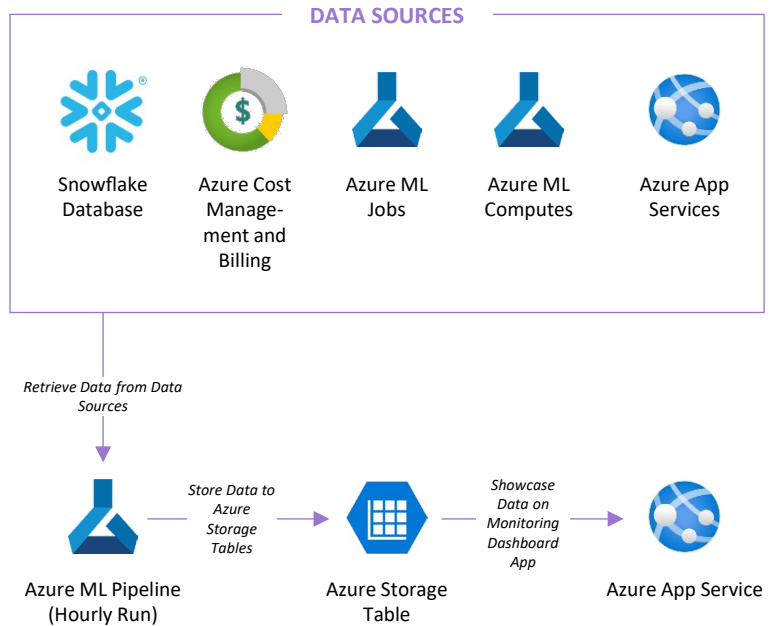 DATA SOURCES
$
®
Snowflake
Database
Azure Cost
Manage-
ment and
Billing
Azure ML
Jobs
Azure ML
Computes
Azure App
Services
Retrieve Data from Data
Sources
Store Data to
Azure
Storage
Tables
Showcase
Data on
Monitoring
Dashboard
App
Azure ML Pipeline
(Hourly Run)
Azure Storage
Table
Azure App Service